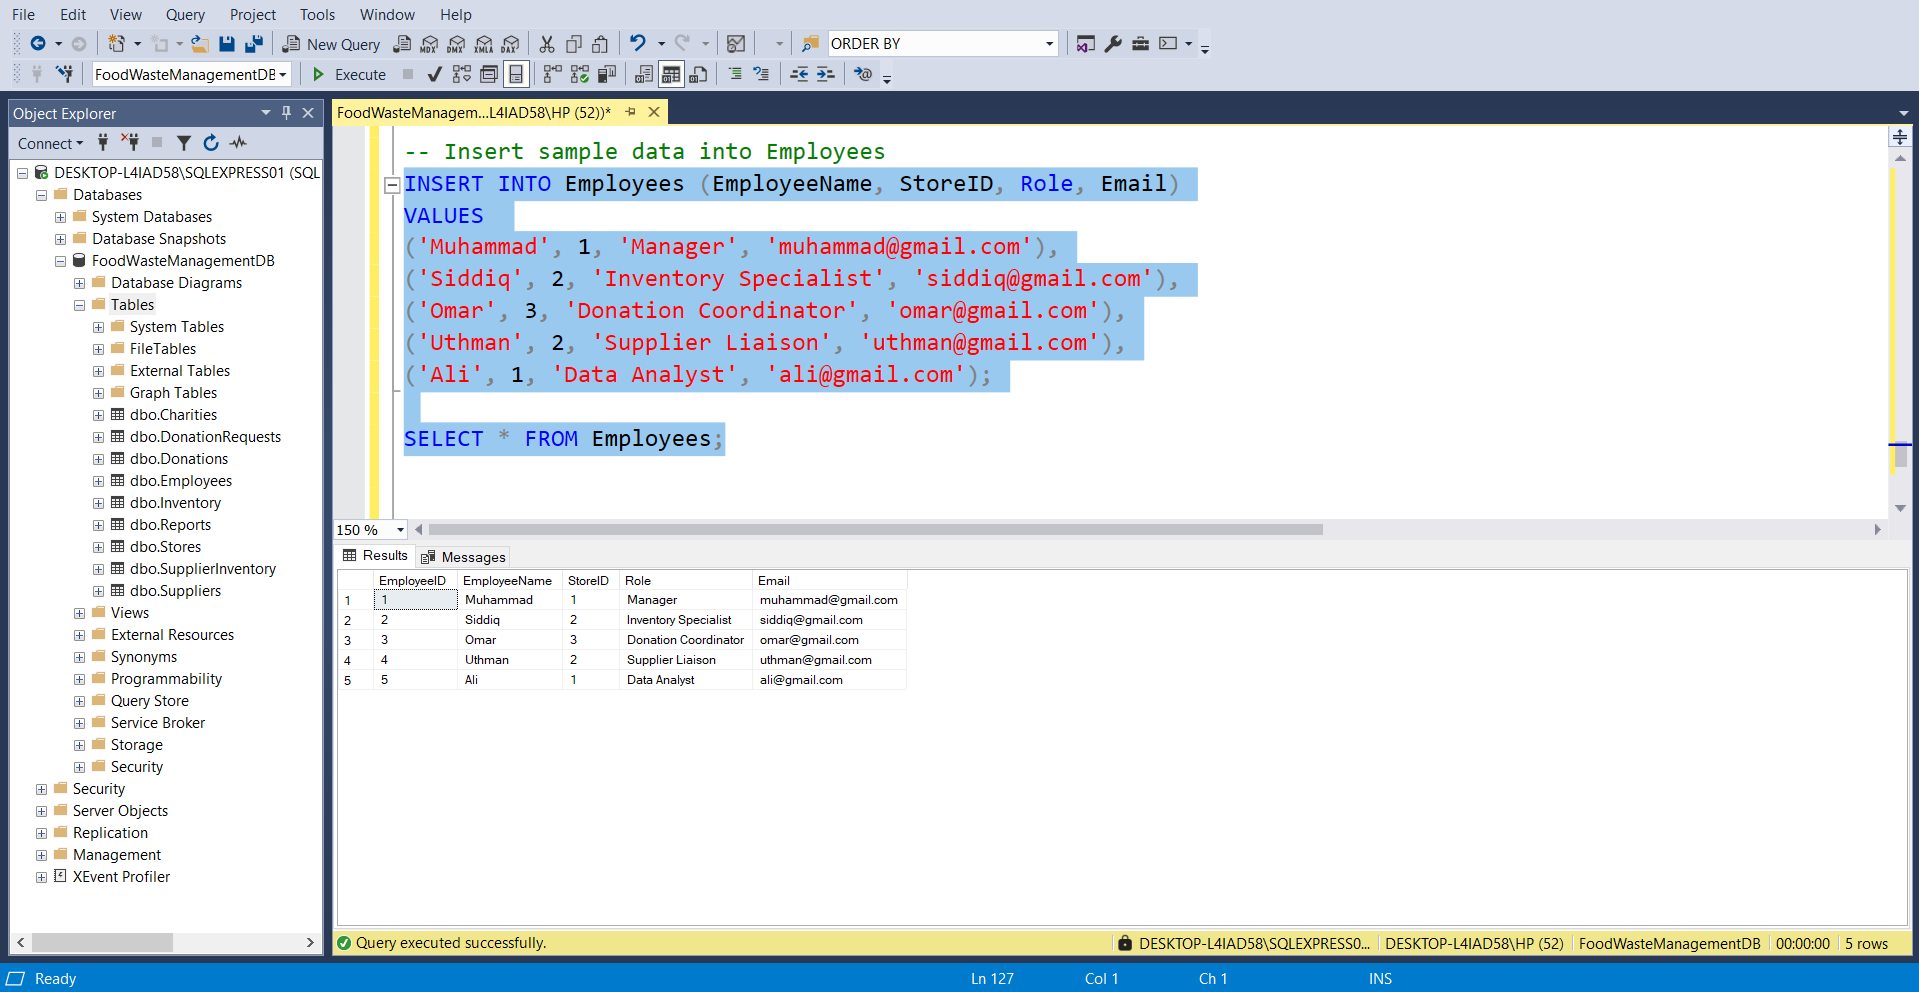 File Edit View Query Project Tools Window Help
New Query MDX DMX XMLA DAX ORDER BY
FoodWasteManagementDB Execute
Object Explorer
Connect
DESKTOP-L4IAD58\SQLEXPRESS01 (SQL
Databases
System Databases
Database Snapshots
FoodWasteManagementDB
Database Diagrams
Tables
System Tables
FileTables
External Tables
Graph Tables
dbo.Charities
dbo.DonationRequests
dbo.Donations
dbo.Employees
dbo.Inventory
dbo.Reports
dbo.Stores
dbo.SupplierInventory
dbo.Suppliers
Views
External Resources
Synonyms
Programmability
Query Store
Service Broker
Storage
Security
Security
Server Objects
Replication
Management
XEvent Profiler
FoodWasteManagem...L4IAD58\HP (52))*
-- Insert sample data into Employees
INSERT INTO Employees (EmployeeName, StoreID, Role, Email)
VALUES
('Muhammad', 1, 'Manager', 'muhammad@gmail.com'),
('Siddiq', 2, 'Inventory Specialist', 'siddiq@gmail.com'),
('Omar', 3, 'Donation Coordinator', 'omar@gmail.com'),
('Uthman', 2, 'Supplier Liaison', 'uthman@gmail.com'),
('Ali', 1, 'Data Analyst', 'ali@gmail.com');
SELECT * FROM Employees;
150 %
Results Messages
EmployeeID EmployeeName StoreID Role Email
1 1 Muhammad 1 Manager muhammad@gmail.com
2 2 Siddiq 2 Inventory Specialist siddiq@gmail.com
3 3 Omar 3 Donation Coordinator omar@gmail.com
4 4 Uthman 2 Supplier Liaison uthman@gmail.com
5 5 Ali 1 Data Analyst ali@gmail.com
Query executed successfully. DESKTOP-L4IAD58\SQLEXPRESS0... DESKTOP-L4IAD58\HP (52) FoodWasteManagementDB 00:00:00 5 rows
Ready Ln 127 Col 1 Ch 1 INS